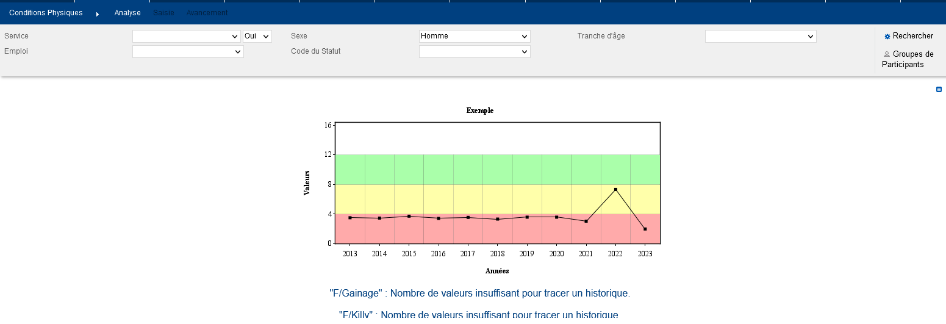 Conditions Physiques Analyse Saisie Avancement
Service Oui Sexe Homme Tranche d'âge Rechercher
Emploi Code du Statut Groupes de
Participants
Exemple
16
12
8
4
0
Valeurs
2013 2014 2015 2016 2017 2018 2019 2020 2021 2022 2023
Années
"F/Gainage" : Nombre de valeurs insuffisant pour tracer un historique.
"F/Killy" : Nombre de valeurs insuffisant pour tracer un historique